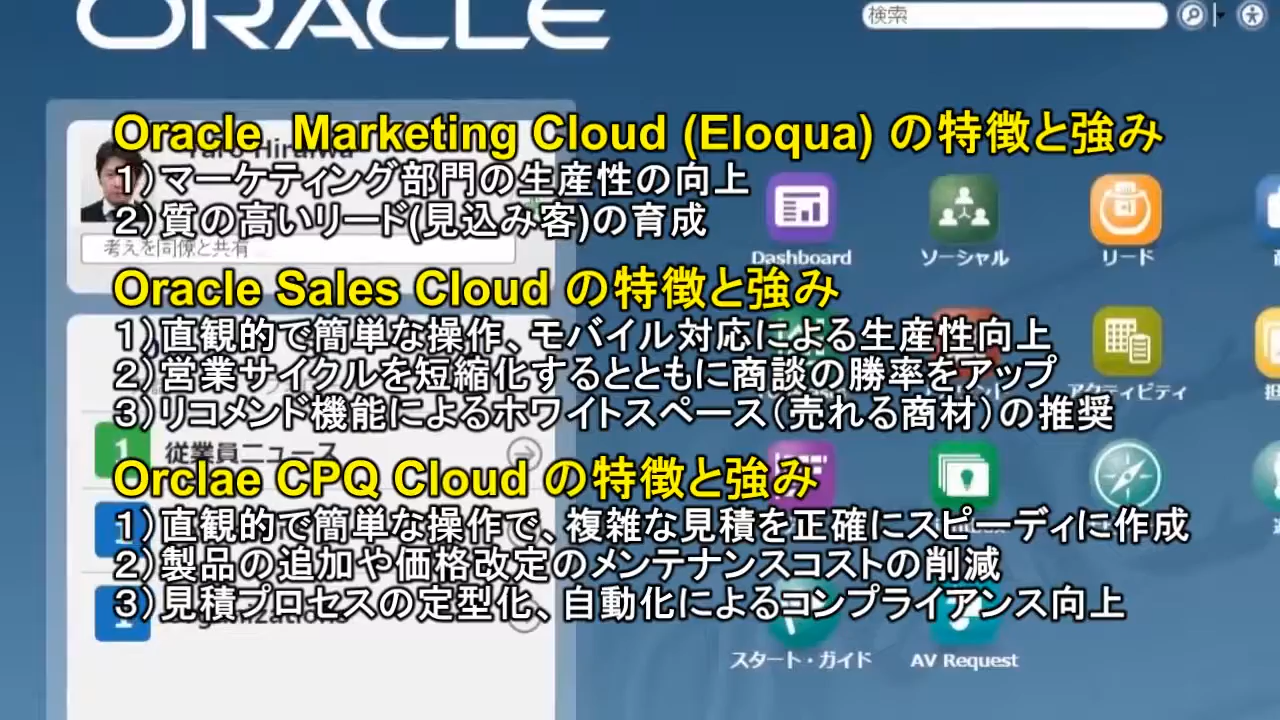 ORACLE
検索
Oracle Marketing Cloud (Eloqua) の特徴と強み
1）マーケティング部門の生産性の向上
2）質の高いリード(見込み客)の育成
考えを同僚と共有
Dashboard
ソーシャル
リード
Oracle Sales Cloud の特徴と強み
1）直観的で簡単な操作、モバイル対応による生産性向上
2）営業サイクルを短縮化するとともに商談の勝率をアップ
アクティビティ
3）リコメンド機能によるホワイトスペース（売れる商材）の推奨
1
従業員ニュース
Orclae CPQ Cloud の特徴と強み
1）直観的で簡単な操作で、複雑な見積を正確にスピーディに作成
2）製品の追加や価格改定のメンテナンスコストの削減
3）見積プロセスの定型化、自動化によるコンプライアンス向上
スタート・ガイド
AV Request